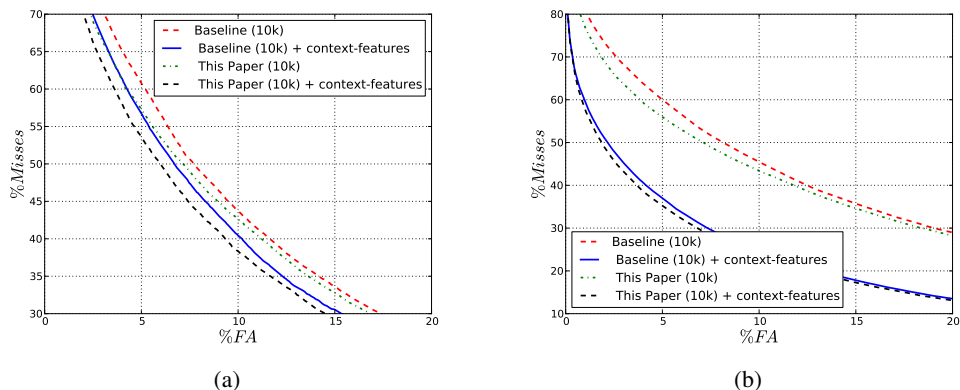 70
65
60
55
50
45
40
35
30
0
5
10
15
20
%Misses
%FA
Baseline (10k)
Baseline (10k) + context-features
This Paper (10k)
This Paper (10k) + context-features
(a)
80
70
60
50
40
30
20
10
0
5
10
15
20
%Misses
%FA
Baseline (10k)
Baseline (10k) + context-features
This Paper (10k)
This Paper (10k) + context-features
(b)